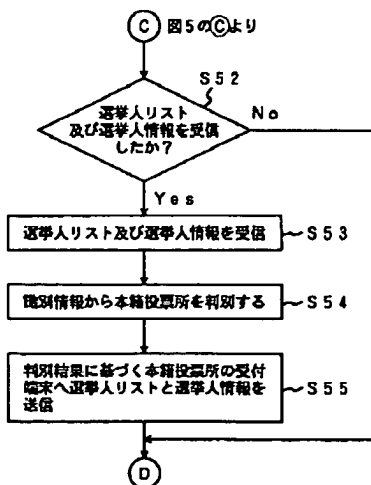 C 図5のⒸより
S52
選挙人リスト
及び選挙人情報を受信
したか？
No
Yes
選挙人リスト及び選挙人情報を受信
S53
識別情報から本籍投票所を判別する
S54
判別結果に基づく本籍投票所の受付
端末へ選挙人リストと選挙人情報を
送信
S55
D